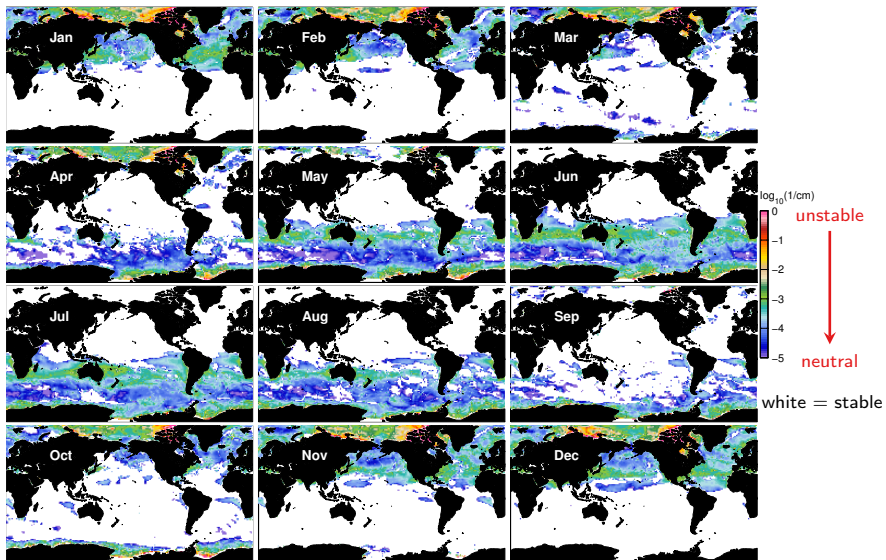 Jan
Feb
Mar
Apr
May
Jun
log₁₀(1/cm)
0
−1
−2
−3
−4
−5
unstable
neutral
white = stable
Jul
Aug
Sep
Oct
Nov
Dec